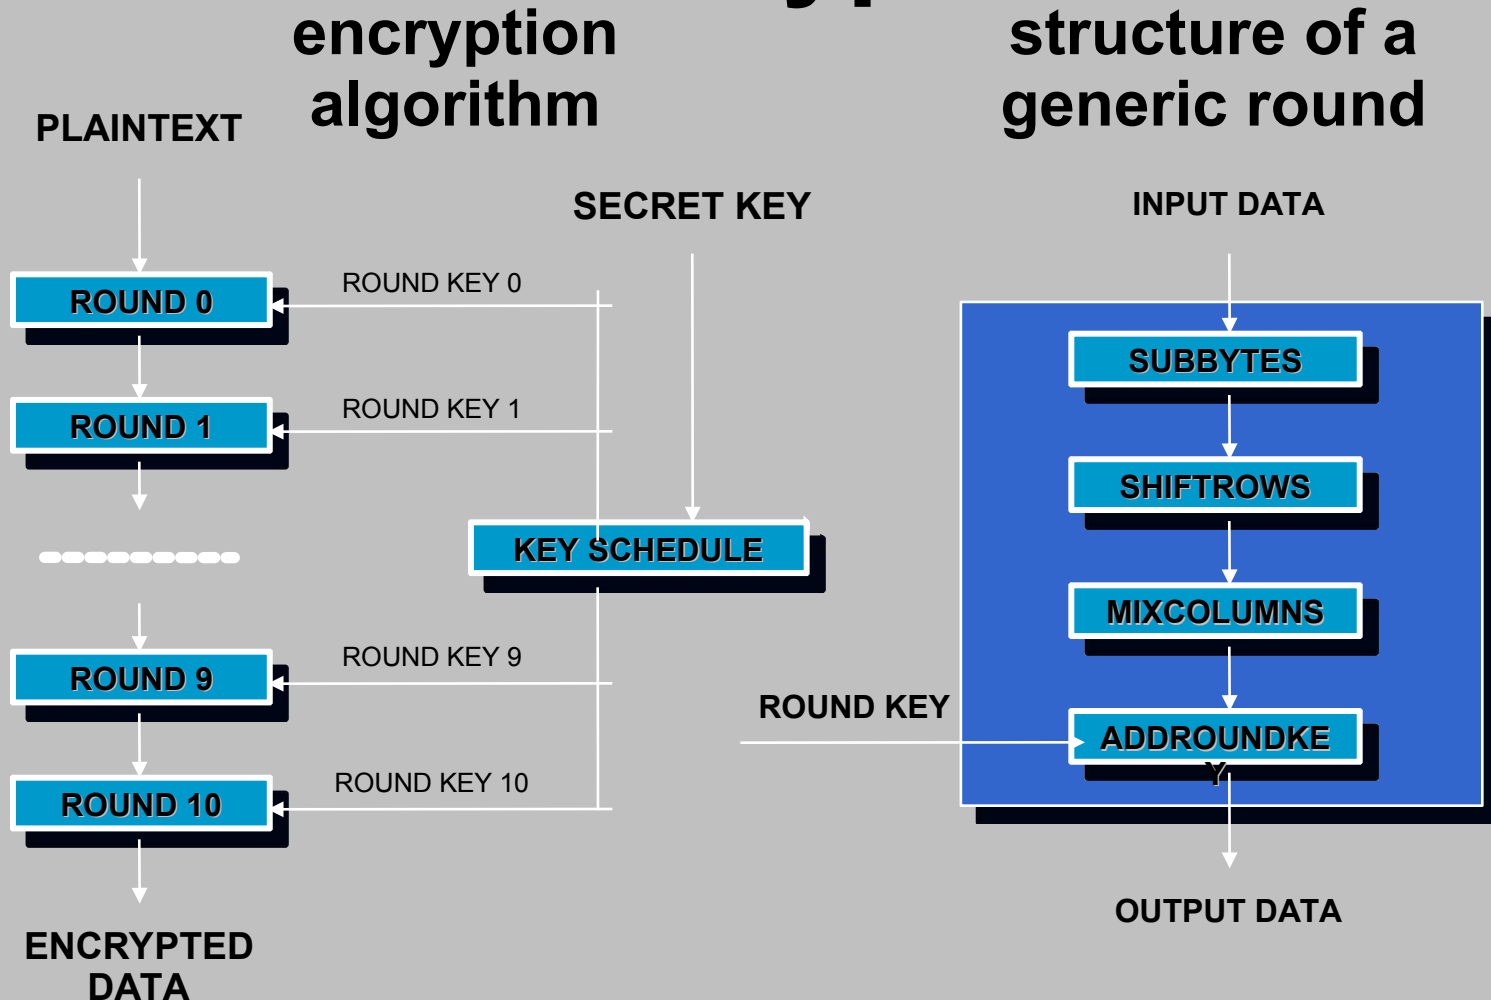 encryption
algorithm
structure of a
generic round
PLAINTEXT
SECRET KEY
INPUT DATA
ROUND KEY 0
ROUND 0
SUBBYTES
ROUND KEY 1
ROUND 1
SHIFTROWS
KEY SCHEDULE
MIXCOLUMNS
ROUND KEY 9
ROUND 9
ROUND KEY
ADDROUNDKE
Y
ROUND KEY 10
ROUND 10
OUTPUT DATA
ENCRYPTED
DATA